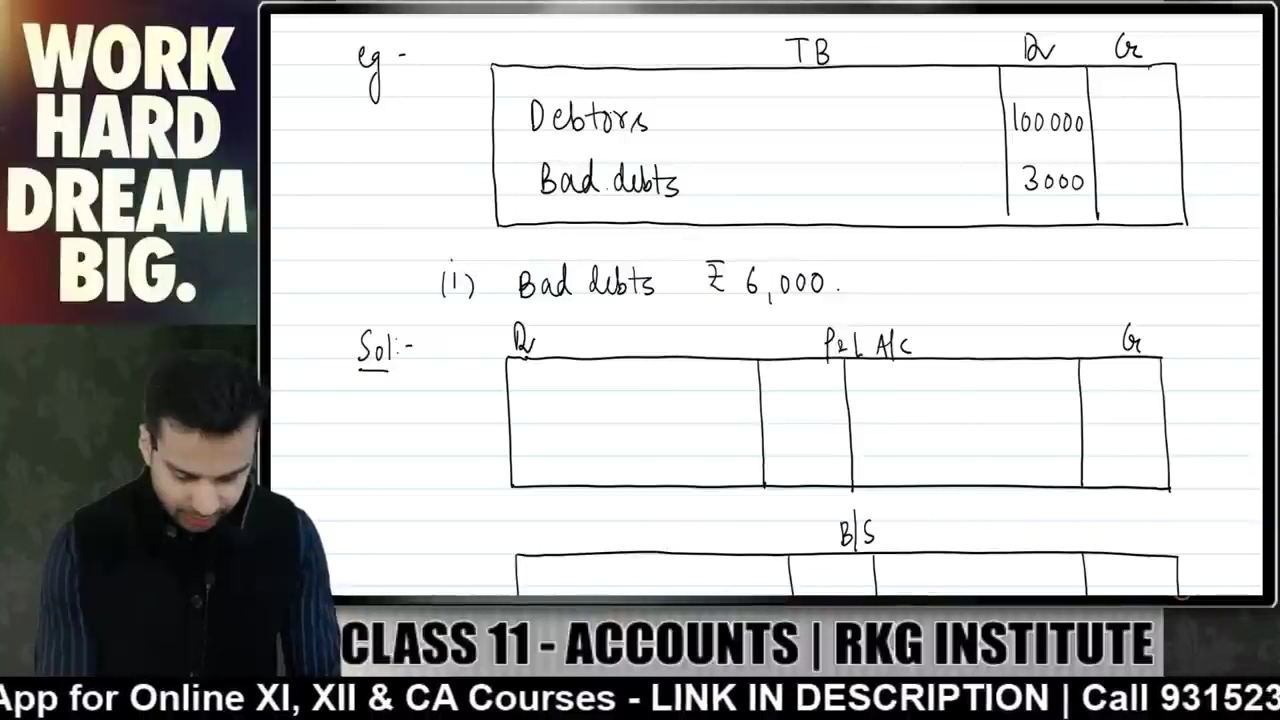 WORK
HARD
DREAM
BIG.
eg - TB Dr Cr
Debtors 100000
Bad debts 3000
(i) Bad debts ₹ 6,000.
Sol:-
Dr P&L A/C Cr
B/S
CLASS 11 - ACCOUNTS | RKG INSTITUTE
App for Online XI, XII & CA Courses - LINK IN DESCRIPTION | Call 931523